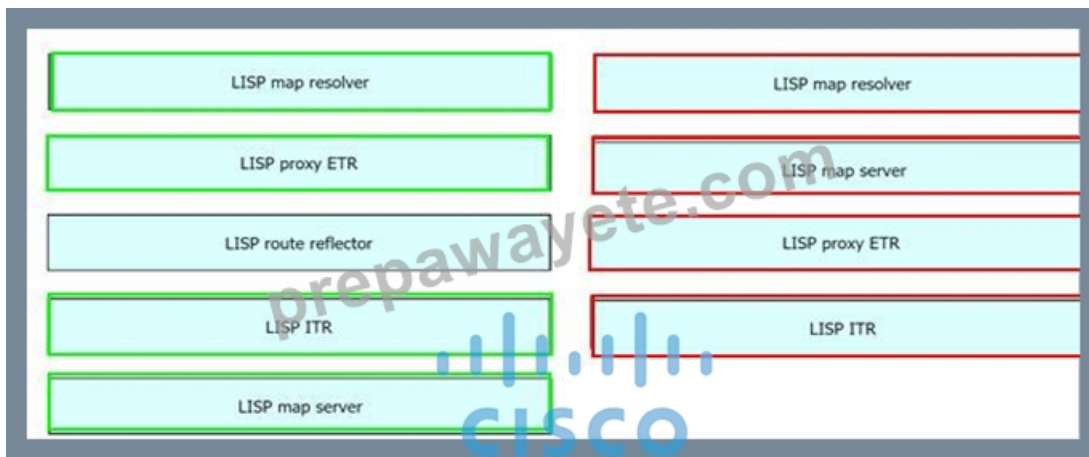 LISP map resolver
LISP proxy ETR
LISP route reflector
LISP ITR
LISP map server
LISP map resolver
LISP map server
LISP proxy ETR
LISP ITR
prepawayete.com
CISCO